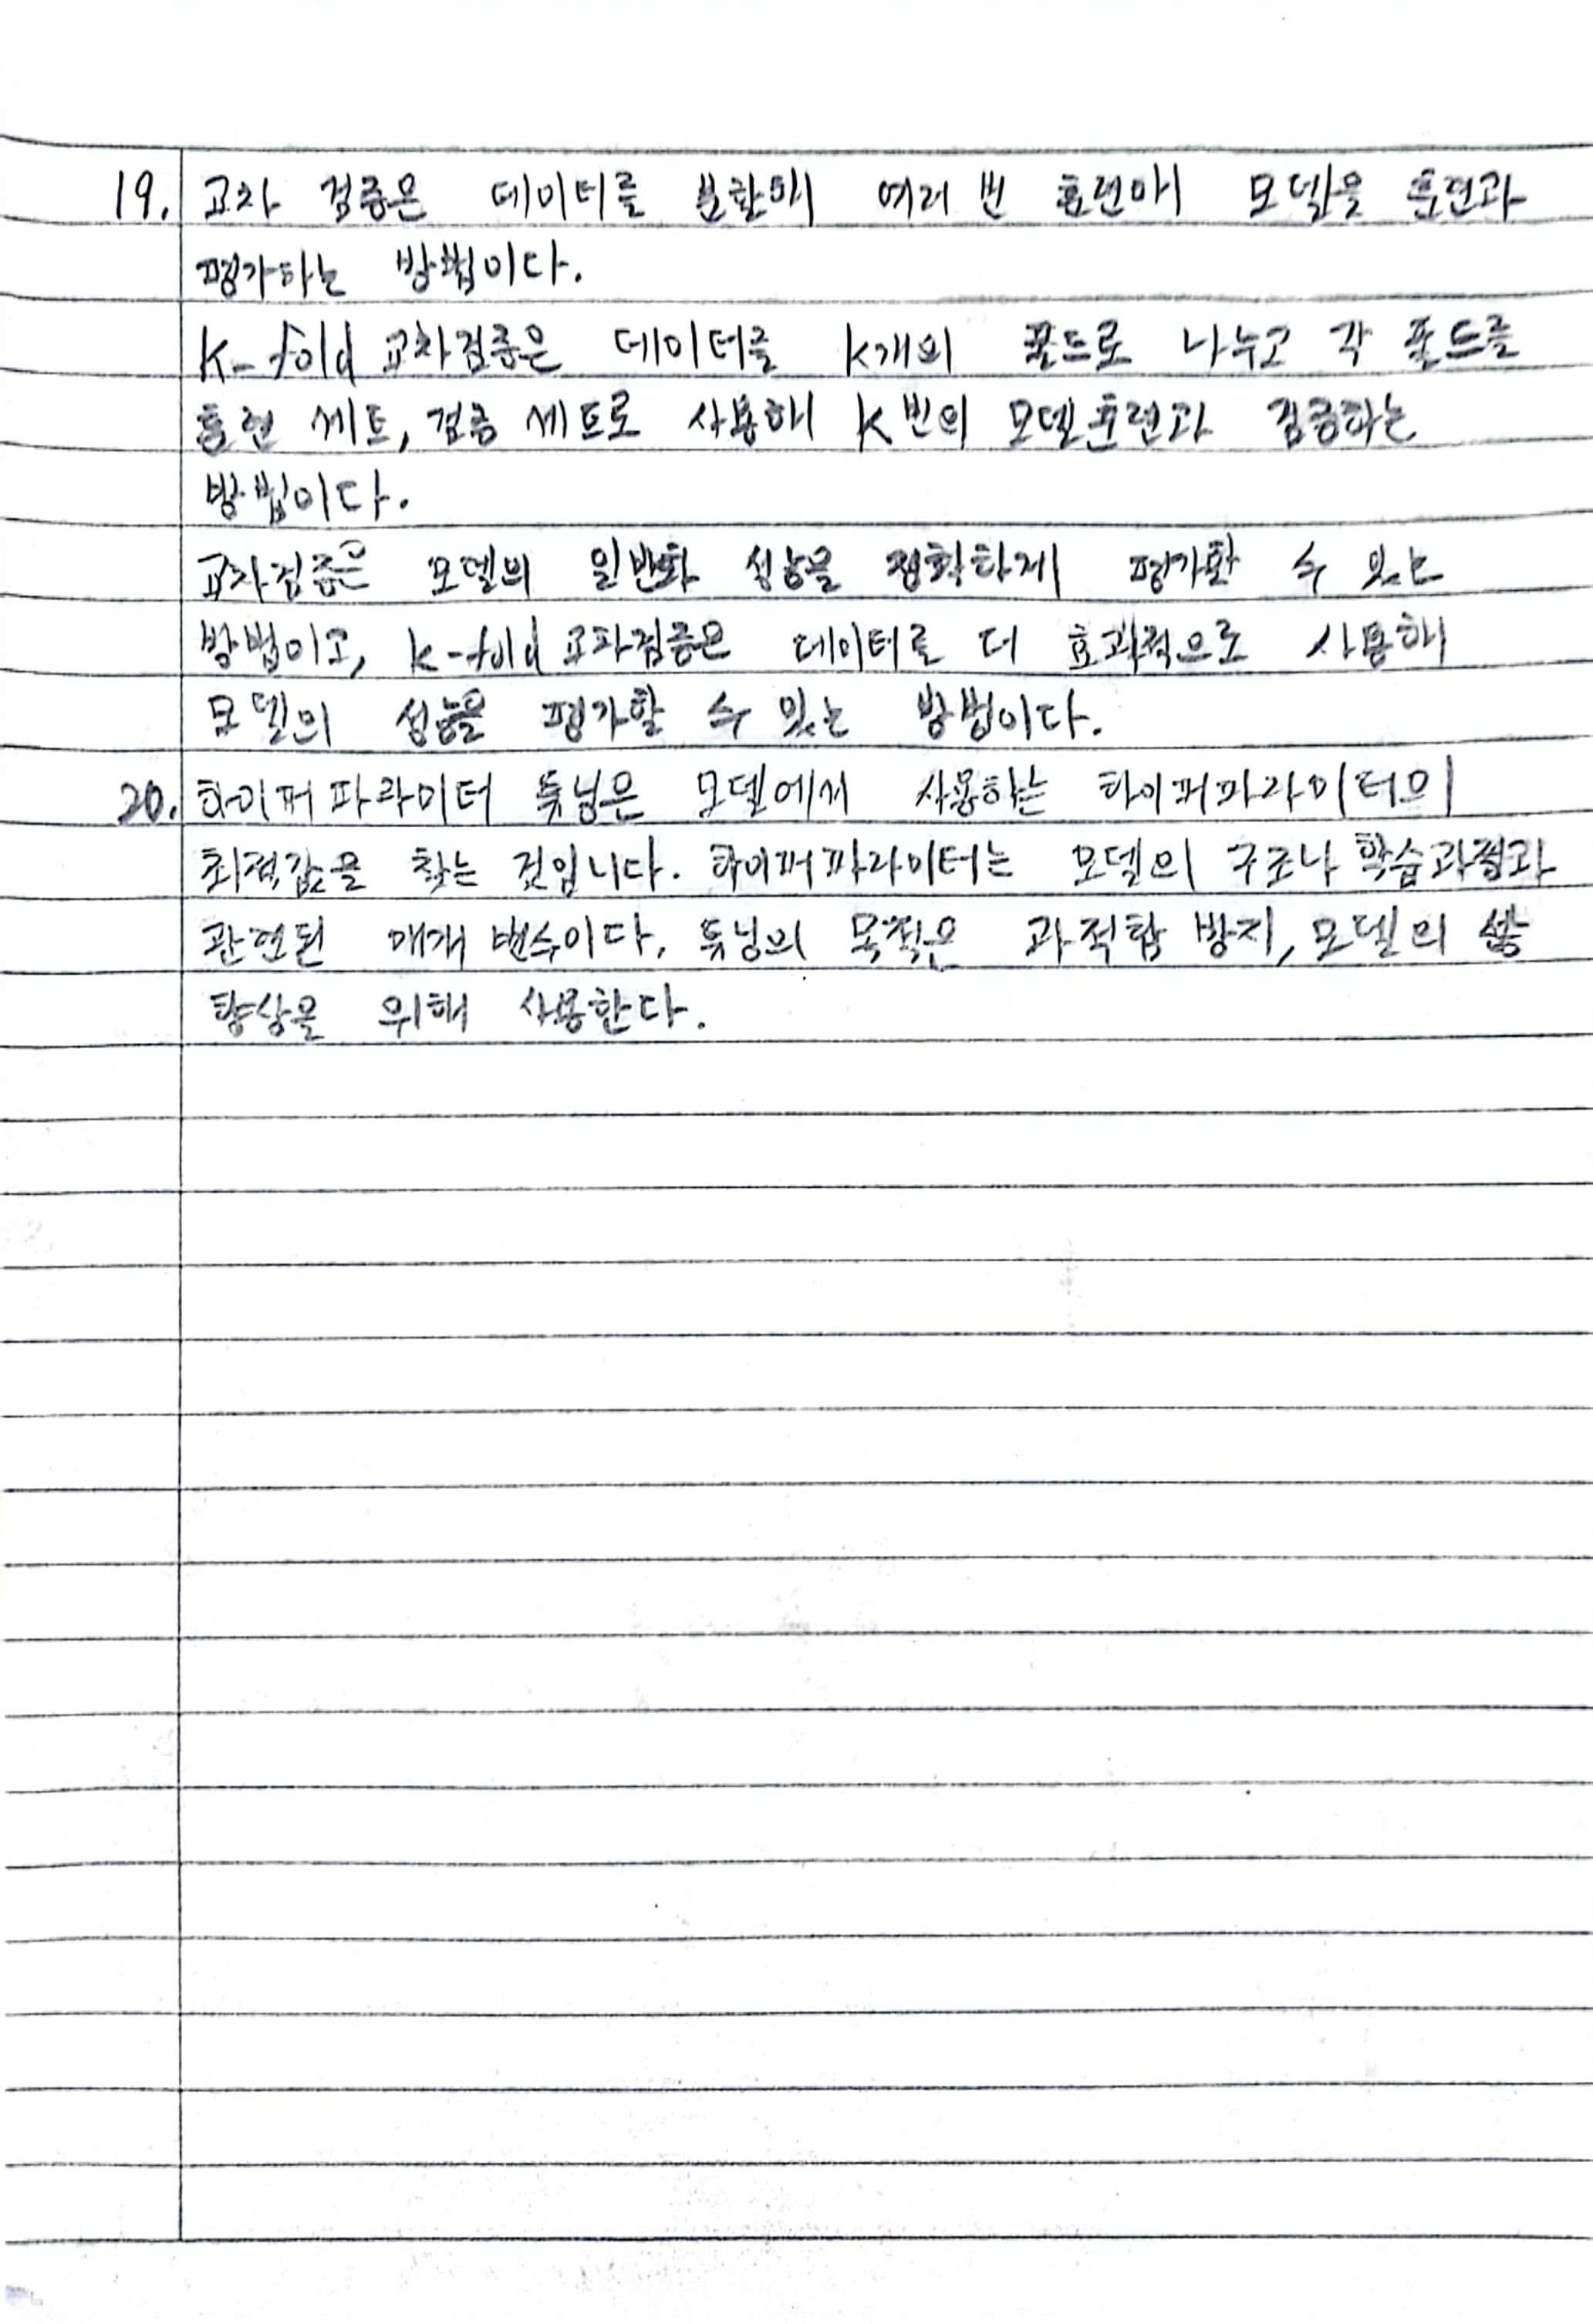 19. 교차 검증은 데이터를 분할해 여러 번 훈련해 모델을 훈련과
평가하는 방법이다.
K-fold 교차검증은 데이터를 K개의 폴드로 나누고 각 폴드를
훈련 세트, 검증 세트로 사용해 K번의 모델훈련과 검증하는
방법이다.
교차검증은 모델의 일반화 성능을 정확하게 평가할 수 있는
방법이고, K-fold 교차검증은 데이터로 더 효과적으로 사용해
모델의 성능을 평가할 수 있는 방법이다.
20. 하이퍼파라미터 튜닝은 모델에서 사용하는 하이퍼파라미터의
최적값을 찾는 것입니다. 하이퍼파라미터는 모델의 구조나 학습과정과
관련된 매개변수이다. 튜닝의 목적은 과적합 방지, 모델의 성능
향상을 위해 사용한다.